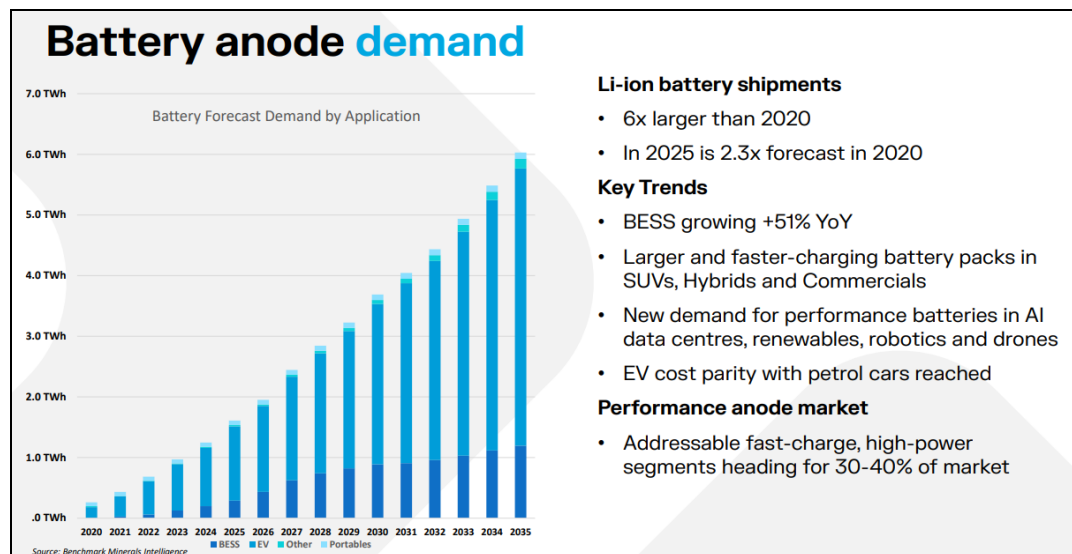 Battery anode demand
7.0 TWh
Battery Forecast Demand by Application
6.0 TWh
5.0 TWh
4.0 TWh
3.0 TWh
2.0 TWh
1.0 TWh
.0 TWh
2020 2021 2022 2023 2024 2025 2026 2027 2028 2029 2030 2031 2032 2033 2034 2035
BESS EV Other Portables
Source: Benchmark Minerals Intelligence
Li-ion battery shipments
• 6x larger than 2020
• In 2025 is 2.3x forecast in 2020
Key Trends
• BESS growing +51% YoY
• Larger and faster-charging battery packs in
SUVs, Hybrids and Commercials
• New demand for performance batteries in AI
data centres, renewables, robotics and drones
• EV cost parity with petrol cars reached
Performance anode market
• Addressable fast-charge, high-power
segments heading for 30-40% of market